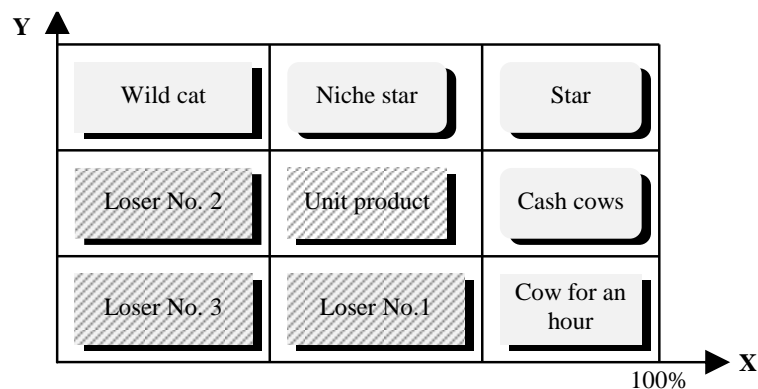 Y
Wild cat
Niche star
Star
Loser No. 2
Unit product
Cash cows
Loser No. 3
Loser No.1
Cow for an
hour
X
100%